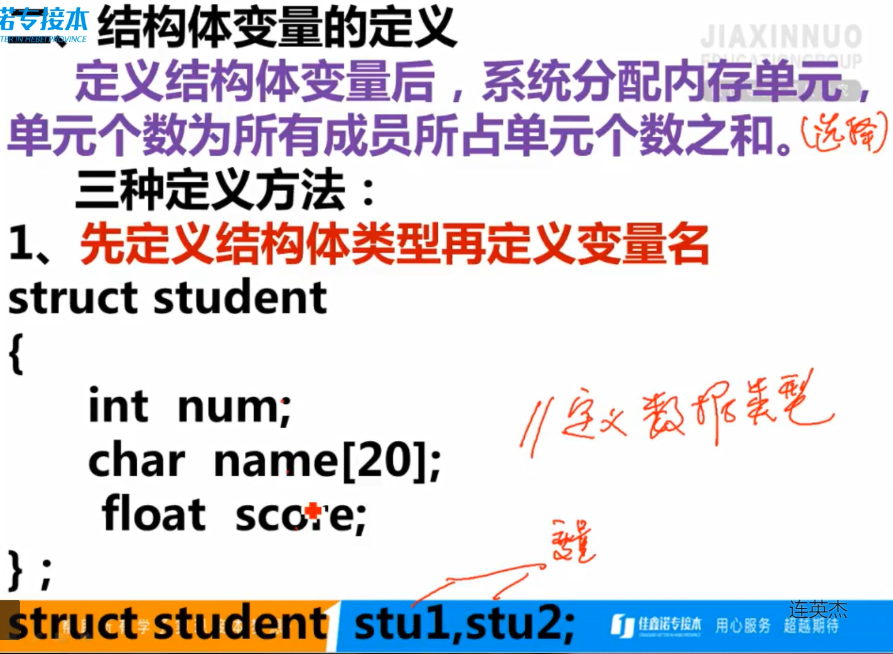 诺专接本
、结构体变量的定义
JIAXINNUO
EDUCATIONGROUP
定义结构体变量后，系统分配内存单元，
单元个数为所有成员所占单元个数之和。(选择)
三种定义方法：
1、先定义结构体类型再定义变量名
struct student
{
int num;
char name[20];
float score;
//定义数据类型
} ;
变量
struct student stu1,stu2;
佳鑫诺专接本
用心服务 超越期待
连英杰